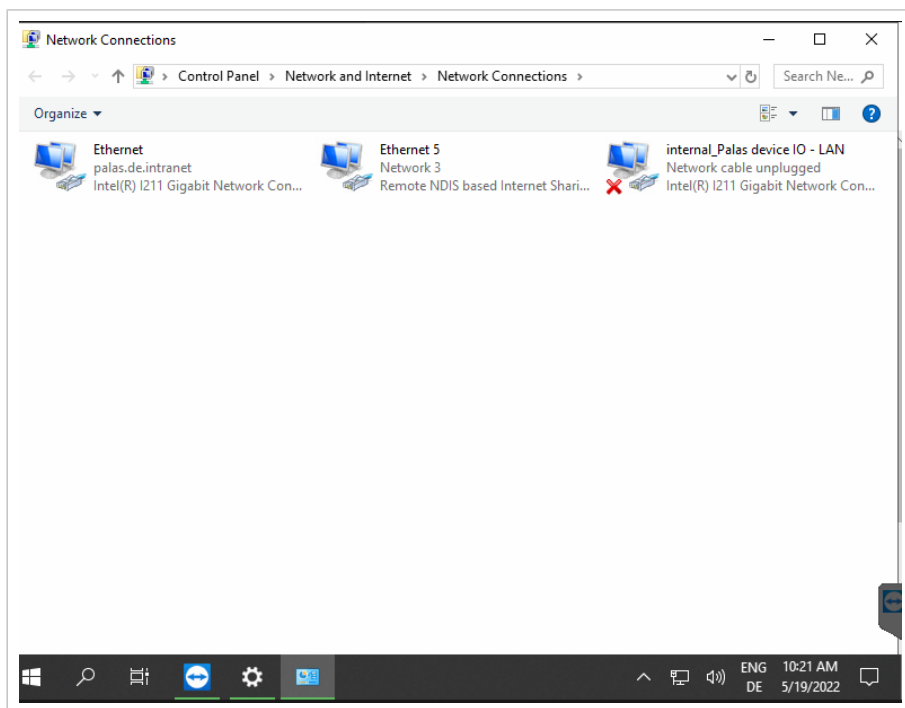 Network Connections
Control Panel > Network and Internet > Network Connections >
Search Ne...
Organize
Ethernet
palas.de.intranet
Intel(R) I211 Gigabit Network Con...
Ethernet 5
Network 3
Remote NDIS based Internet Shari...
internal_Palas device IO - LAN
Network cable unplugged
Intel(R) I211 Gigabit Network Con...
ENG
DE
10:21 AM
5/19/2022